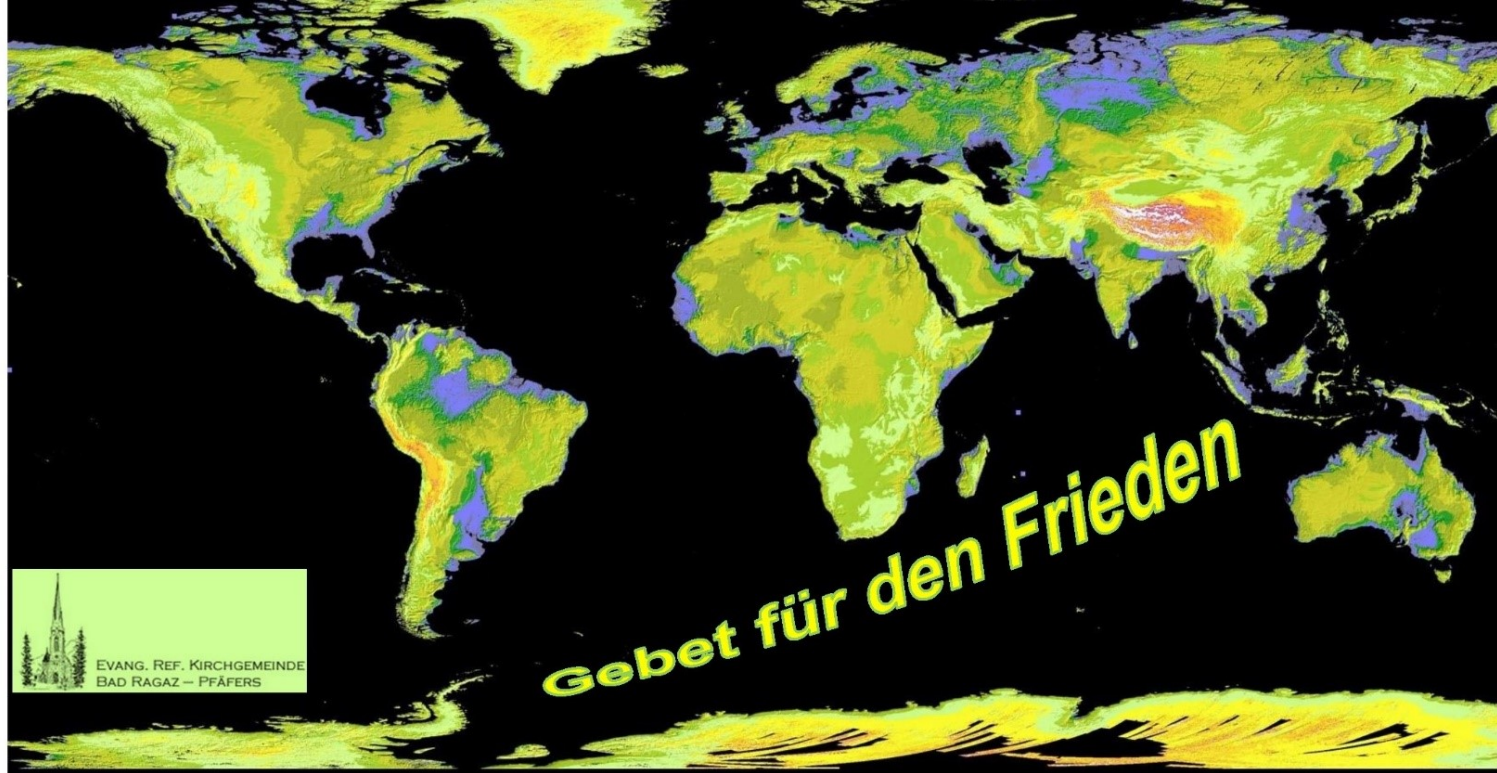 Gebet für den Frieden
EVANG. REF. KIRCHGEMEINDE
BAD RAGAZ – PFÄFERS